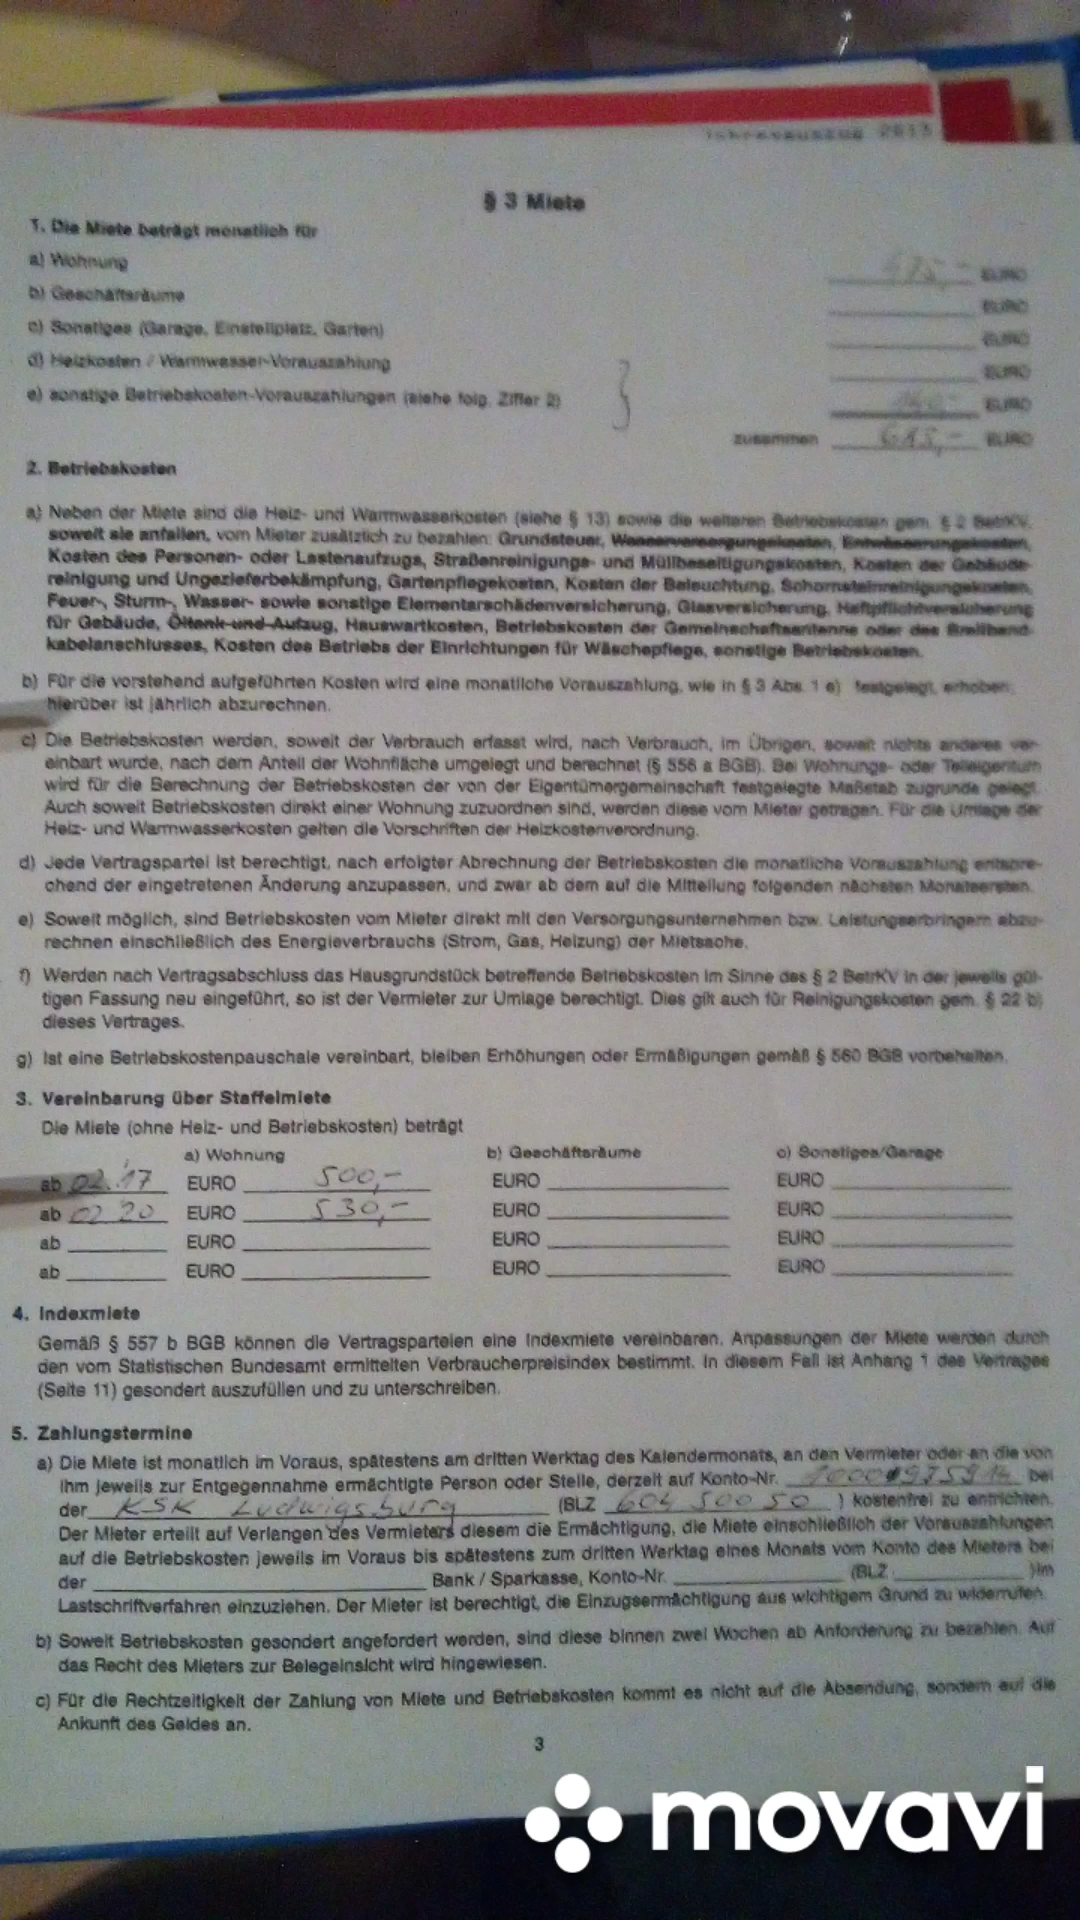 § 3 Miete
1. Die Miete beträgt monatlich für
a) Wohnung 475,- EURO
b) Geschäftsräume EURO
c) Sonstiges (Garage, Einstellplatz, Garten) EURO
d) Heizkosten / Warmwasser-Vorauszahlung EURO
e) sonstige Betriebskosten-Vorauszahlungen (siehe folg. Ziffer 2) EURO
zusammen EURO
2. Betriebskosten
a) Neben der Miete sind die Heiz- und Warmwasserkosten (siehe § 13) sowie die weiteren Betriebskosten gem. § 2 BetrKV,
soweit sie anfallen, vom Mieter zusätzlich zu bezahlen: Grundsteuer, Wasserversorgungskosten, Entwässerungskosten,
Kosten des Personen- oder Lastenaufzugs, Straßenreinigungs- und Müllbeseitigungskosten, Kosten der Gebäude-
reinigung und Ungezieferbekämpfung, Gartenpflegekosten, Kosten der Beleuchtung, Schornsteinreinigungskosten,
Feuer-, Sturm-, Wasser- sowie sonstige Elementarschädenversicherung, Glasversicherung, Haftpflichtversicherung
für Gebäude, Öltank und Aufzug, Hauswartkosten, Betriebskosten der Gemeinschaftsantenne oder des Breitband-
kabelanschlusses, Kosten des Betriebs der Einrichtungen für Wäschepflege, sonstige Betriebskosten.
b) Für die vorstehend aufgeführten Kosten wird eine monatliche Vorauszahlung, wie in § 3 Abs. 1 e) festgelegt, erhoben;
hierüber ist jährlich abzurechnen.
c) Die Betriebskosten werden, soweit der Verbrauch erfasst wird, nach Verbrauch, im Übrigen, soweit nichts anderes ver-
einbart wurde, nach dem Anteil der Wohnfläche umgelegt und berechnet (§ 556 a BGB). Bei Wohnungs- oder Teileigentum
wird für die Berechnung der Betriebskosten der von der Eigentümergemeinschaft festgelegte Maßstab zugrunde gelegt.
Auch soweit Betriebskosten direkt einer Wohnung zuzuordnen sind, werden diese vom Mieter getragen. Für die Umlage der
Heiz- und Warmwasserkosten gelten die Vorschriften der Heizkostenverordnung.
d) Jede Vertragspartei ist berechtigt, nach erfolgter Abrechnung der Betriebskosten die monatliche Vorauszahlung entspre-
chend der eingetretenen Änderung anzupassen, und zwar ab dem auf die Mitteilung folgenden nächsten Monatsersten.
e) Soweit möglich, sind Betriebskosten vom Mieter direkt mit den Versorgungsunternehmen bzw. Leistungserbringern abzu-
rechnen einschließlich des Energieverbrauchs (Strom, Gas, Heizung) der Mietsache.
f) Werden nach Vertragsabschluss das Hausgrundstück betreffende Betriebskosten im Sinne des § 2 BetrKV in der jeweils gül-
tigen Fassung neu eingeführt, so ist der Vermieter zur Umlage berechtigt. Dies gilt auch für Reinigungskosten gem. § 22 b)
dieses Vertrages.
g) Ist eine Betriebskostenpauschale vereinbart, bleiben Erhöhungen oder Ermäßigungen gemäß § 560 BGB vorbehalten.
3. Vereinbarung über Staffelmiete
Die Miete (ohne Heiz- und Betriebskosten) beträgt
a) Wohnung b) Geschäftsräume c) Sonstiges/Garage
ab 02.17 EURO 500,- EURO EURO
ab 02 20 EURO 530,- EURO EURO
ab EURO EURO EURO
ab EURO EURO EURO
4. Indexmiete
Gemäß § 557 b BGB können die Vertragsparteien eine Indexmiete vereinbaren. Anpassungen der Miete werden durch
den vom Statistischen Bundesamt ermittelten Verbraucherpreisindex bestimmt. In diesem Fall ist Anhang 1 des Vertrages
(Seite 11) gesondert auszufüllen und zu unterschreiben.
5. Zahlungstermine
a) Die Miete ist monatlich im Voraus, spätestens am dritten Werktag des Kalendermonats, an den Vermieter oder an die von
ihm jeweils zur Entgegennahme ermächtigte Person oder Stelle, derzeit auf Konto-Nr. bei
der KSK Ludwigsburg (BLZ 604 500 50 ) kostenfrei zu entrichten.
Der Mieter erteilt auf Verlangen des Vermieters diesem die Ermächtigung, die Miete einschließlich der Vorauszahlungen
auf die Betriebskosten jeweils im Voraus bis spätestens zum dritten Werktag eines Monats vom Konto des Mieters bei
der Bank / Sparkasse, Konto-Nr. (BLZ )im
Lastschriftverfahren einzuziehen. Der Mieter ist berechtigt, die Einzugsermächtigung aus wichtigem Grund zu widerrufen.
b) Soweit Betriebskosten gesondert angefordert werden, sind diese binnen zwei Wochen ab Anforderung zu bezahlen. Auf
das Recht des Mieters zur Belegeinsicht wird hingewiesen.
c) Für die Rechtzeitigkeit der Zahlung von Miete und Betriebskosten kommt es nicht auf die Absendung, sondern auf die
Ankunft des Geldes an.
3
movavi